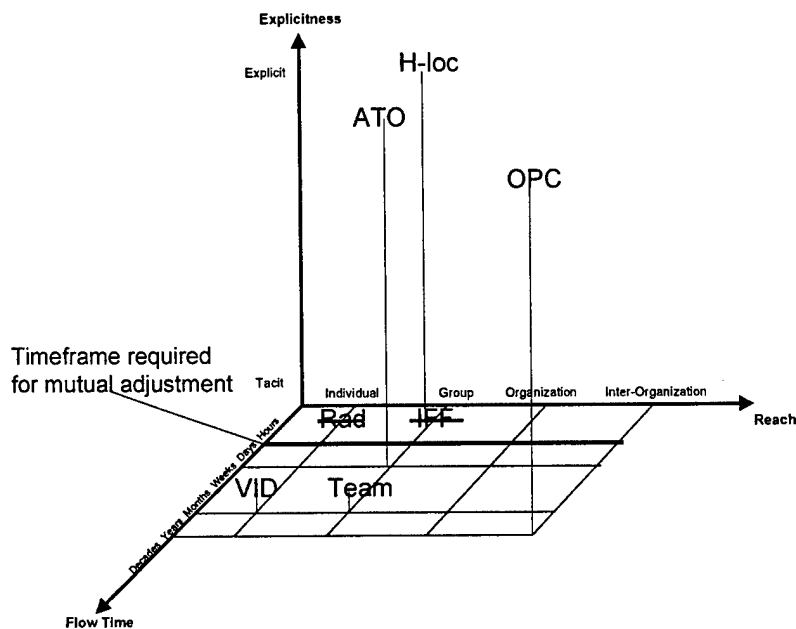 Explicitness
Explicit
H-loc
ATO
OPC
Timeframe required
for mutual adjustment
Tacit
Individual
Group
Organization
Inter-Organization
Reach
Rad
IFF
Hours
Days
Weeks
Months
Years
Decades
VID
Team
Flow Time